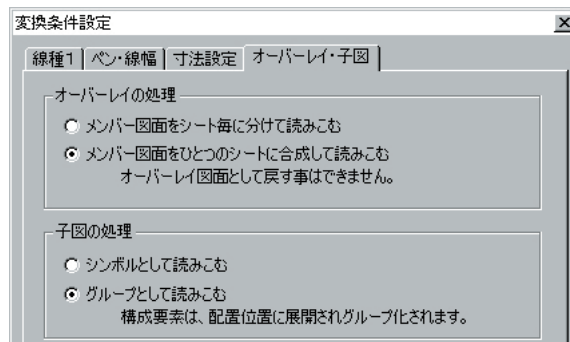 変換条件設定
線種1 ペン・線幅 寸法設定 オーバーレイ・子図
オーバーレイの処理
メンバー図面をシート毎に分けて読みこむ
メンバー図面をひとつのシートに合成して読みこむ
オーバーレイ図面として戻す事はできません。
子図の処理
シンボルとして読みこむ
グループとして読みこむ
構成要素は、配置位置に展開されグループ化されます。